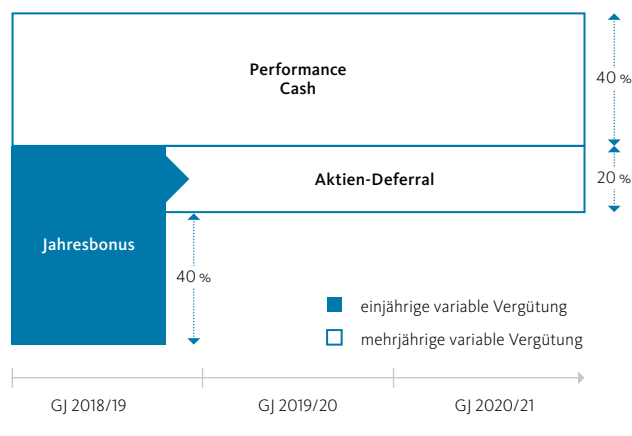 Performance
Cash
40 %
Aktien-Deferral
20 %
Jahresbonus
40 %
einjährige variable Vergütung
mehrjährige variable Vergütung
GJ 2018/19
GJ 2019/20
GJ 2020/21